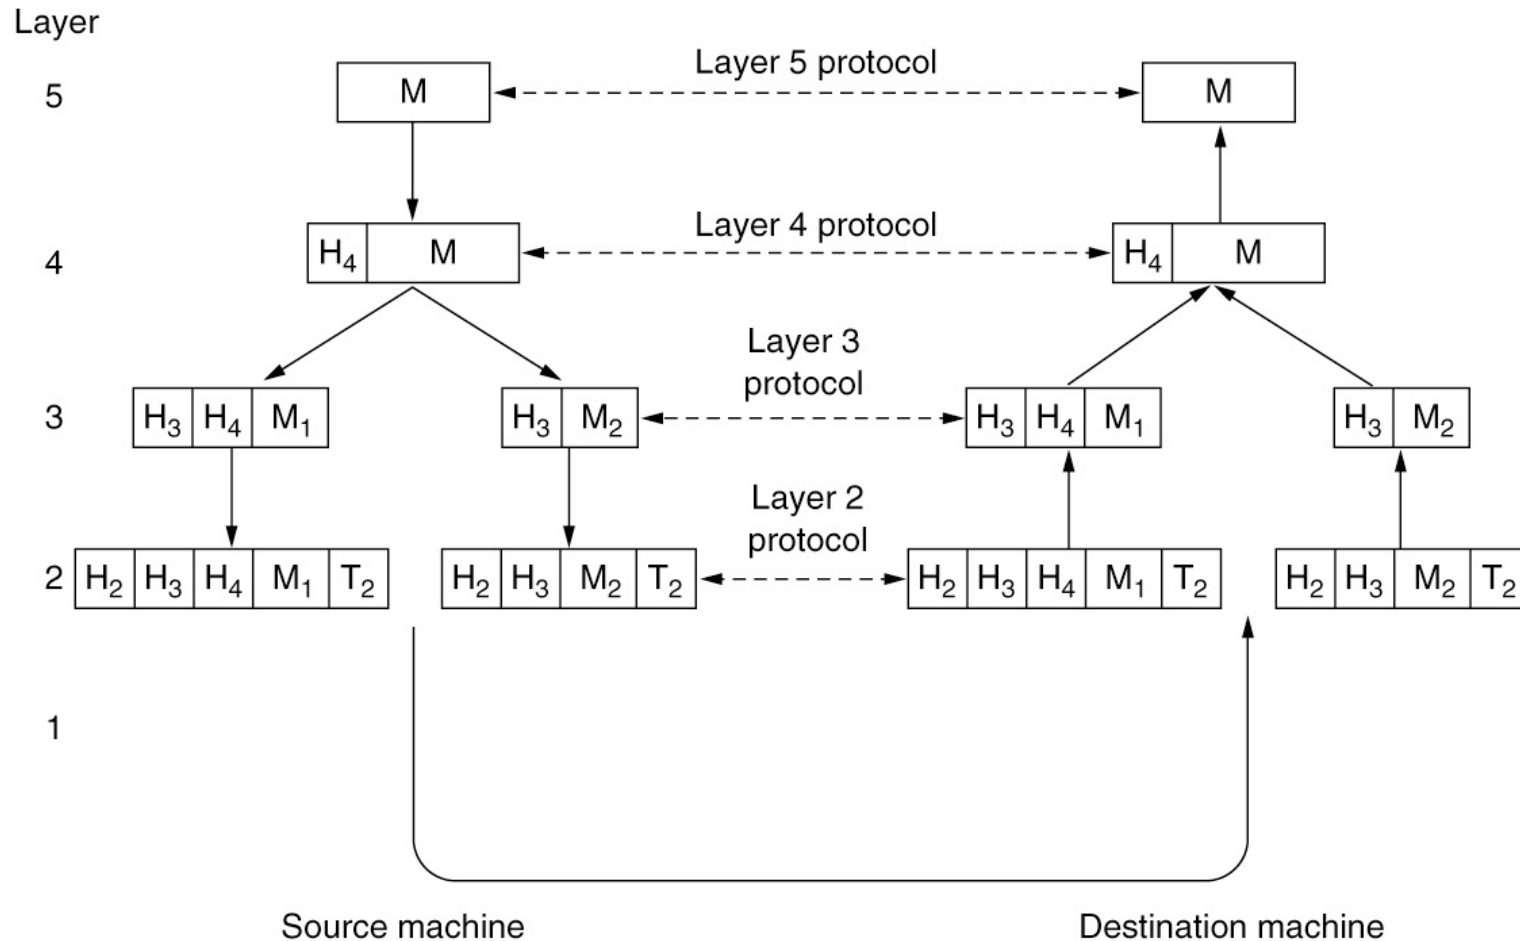 Layer
5 M Layer 5 protocol M
4 H₄ M Layer 4 protocol H₄ M
Layer 3
protocol
3 H₃ H₄ M₁ H₃ M₂ H₃ H₄ M₁ H₃ M₂
Layer 2
protocol
2 H₂ H₃ H₄ M₁ T₂ H₂ H₃ M₂ T₂ H₂ H₃ H₄ M₁ T₂ H₂ H₃ M₂ T₂
1
Source machine Destination machine